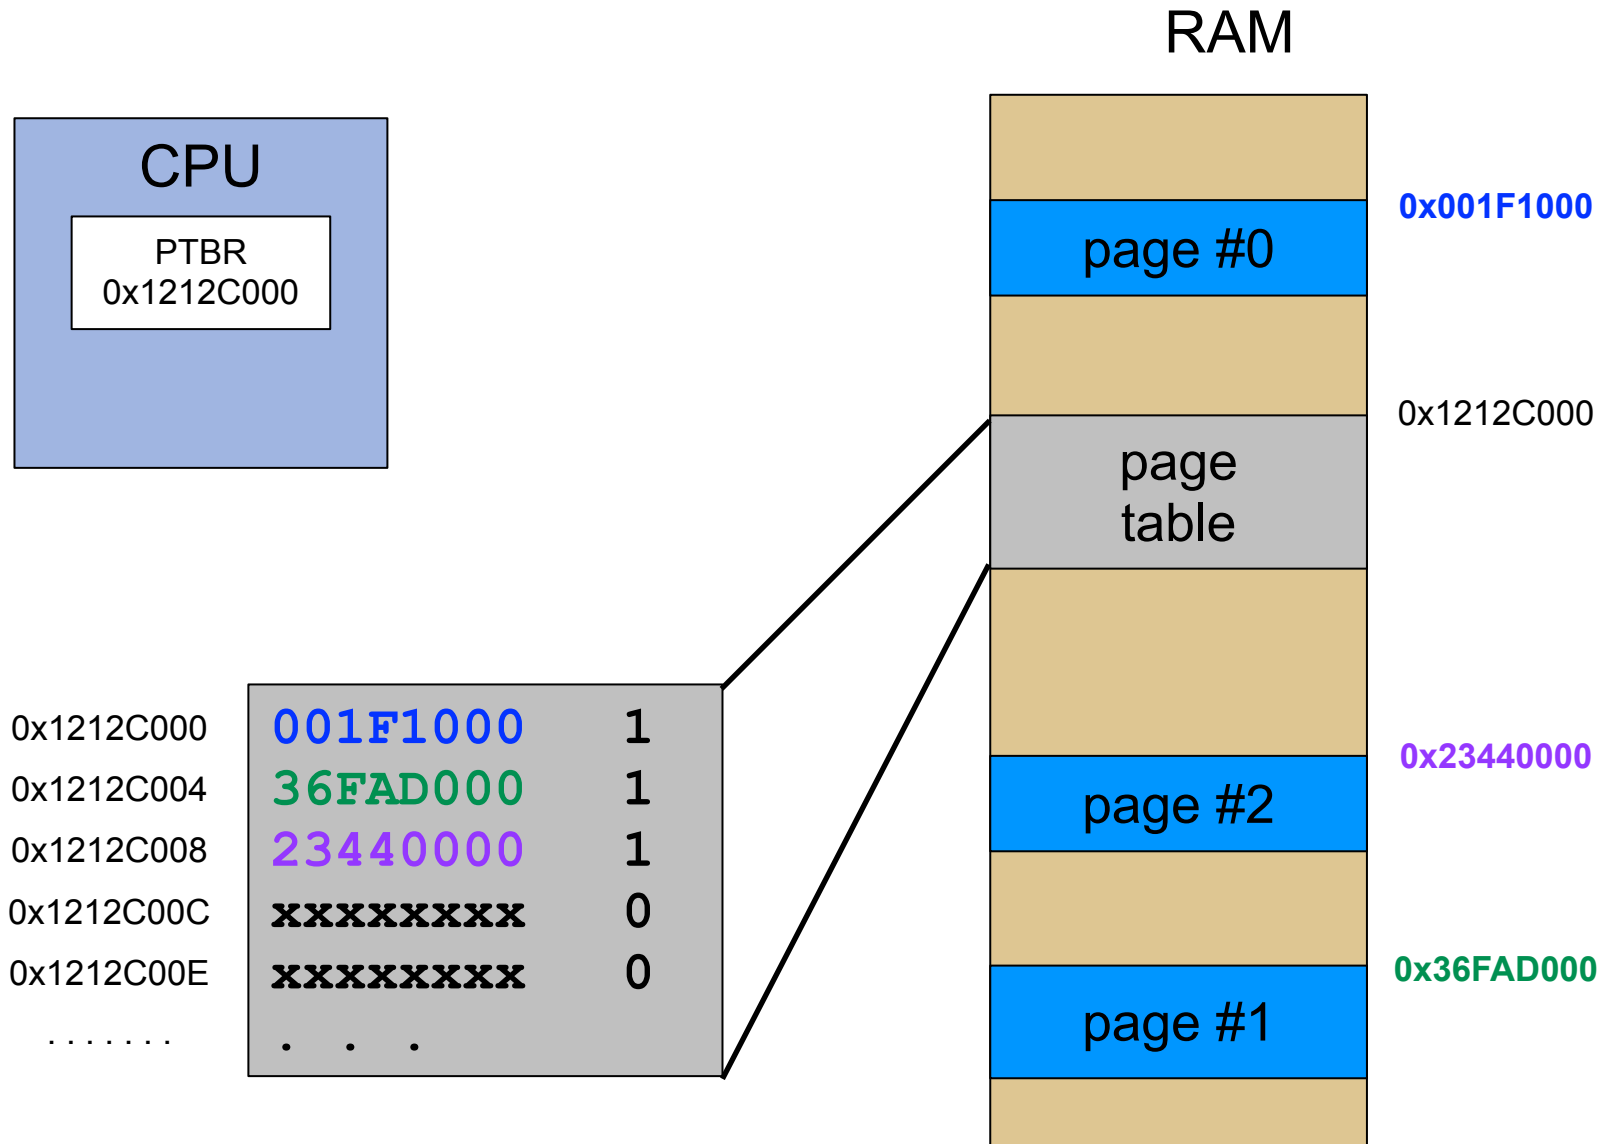 RAM
CPU
PTBR
0x1212C000
page #0
0x001F1000
0x1212C000
page
table
page #2
0x23440000
page #1
0x36FAD000
0x1212C000 001F1000 1
0x1212C004 36FAD000 1
0x1212C008 23440000 1
0x1212C00C xxxxxxxx 0
0x1212C00E xxxxxxxx 0
. . . . . . . . . .